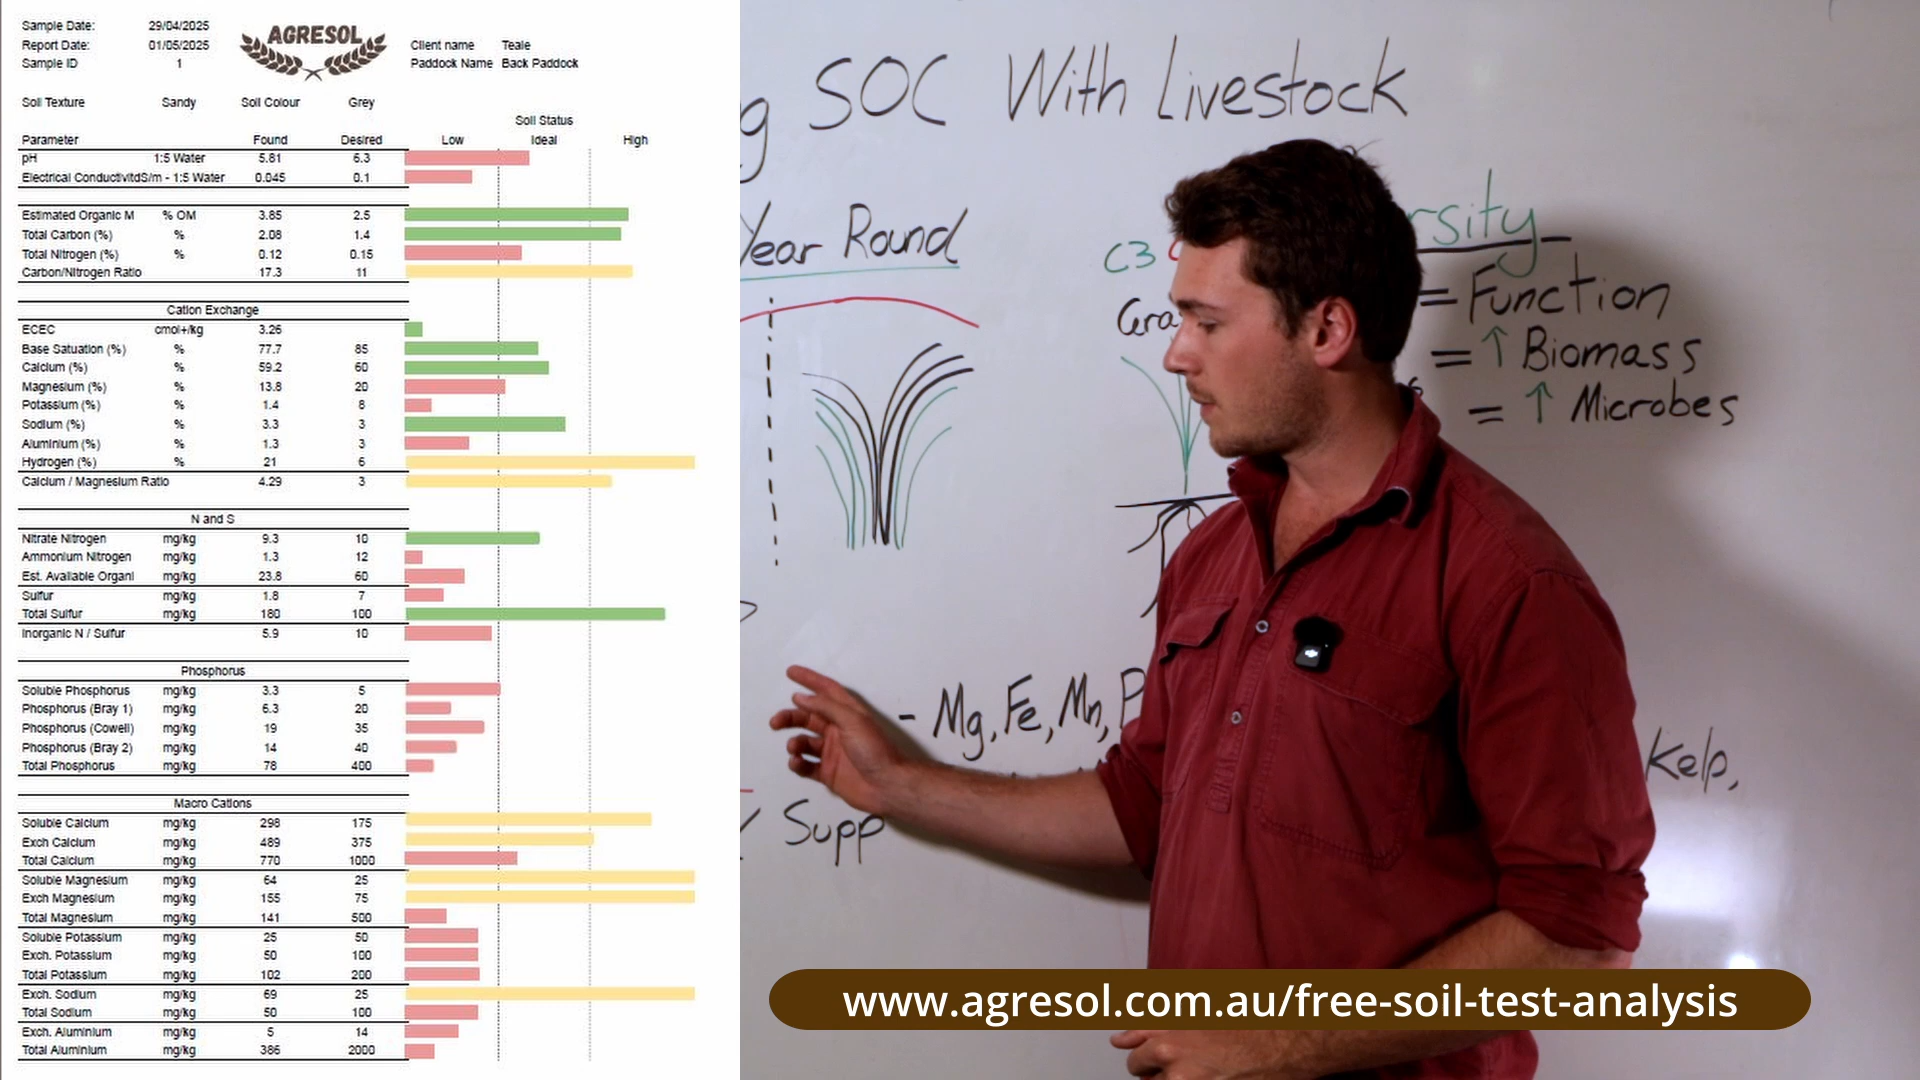 Sample Date: 29/04/2025
Report Date: 01/05/2025
Sample ID 1
AGRESOL
Client name Teale
Paddock Name Back Paddock
Soil Texture Sandy Soil Colour Grey
Soil Status
Parameter Found Desired Low Ideal High
pH 1:5 Water 5.81 6.3
Electrical ConductivitdS/m - 1:5 Water 0.045 0.1
Estimated Organic M % OM 3.85 2.5
Total Carbon (%) % 2.08 1.4
Total Nitrogen (%) % 0.12 0.15
Carbon/Nitrogen Ratio 17.3 11
Cation Exchange
ECEC cmol+/kg 3.26
Base Satuation (%) % 77.7 85
Calcium (%) % 59.2 60
Magnesium (%) % 13.8 20
Potassium (%) % 1.4 8
Sodium (%) % 3.3 3
Aluminium (%) % 1.3 3
Hydrogen (%) % 21 6
Calcium / Magnesium Ratio 4.29 3
N and S
Nitrate Nitrogen mg/kg 9.3 10
Ammonium Nitrogen mg/kg 1.3 12
Est. Available Organi mg/kg 23.8 60
Sulfur mg/kg 1.8 7
Total Sulfur mg/kg 180 100
Inorganic N / Sulfur 5.9 10
Phosphorus
Soluble Phosphorus mg/kg 3.3 5
Phosphorus (Bray 1) mg/kg 6.3 20
Phosphorus (Cowell) mg/kg 19 35
Phosphorus (Bray 2) mg/kg 14 40
Total Phosphorus mg/kg 78 400
Macro Cations
Soluble Calcium mg/kg 298 175
Exch Calcium mg/kg 489 375
Total Calcium mg/kg 770 1000
Soluble Magnesium mg/kg 64 25
Exch Magnesium mg/kg 155 75
Total Magnesium mg/kg 141 500
Soluble Potassium mg/kg 25 50
Exch. Potassium mg/kg 50 100
Total Potassium mg/kg 102 200
Exch. Sodium mg/kg 69 25
Total Sodium mg/kg 50 100
Exch. Aluminium mg/kg 5 14
Total Aluminium mg/kg 386 2000
g SOC With Livestock
Year Round
C3
Gra
rsity
= Function
= ↑ Biomass
= ↑ Microbes
- Mg, Fe, Mn, P
Kelp,
Supp
www.agresol.com.au/free-soil-test-analysis